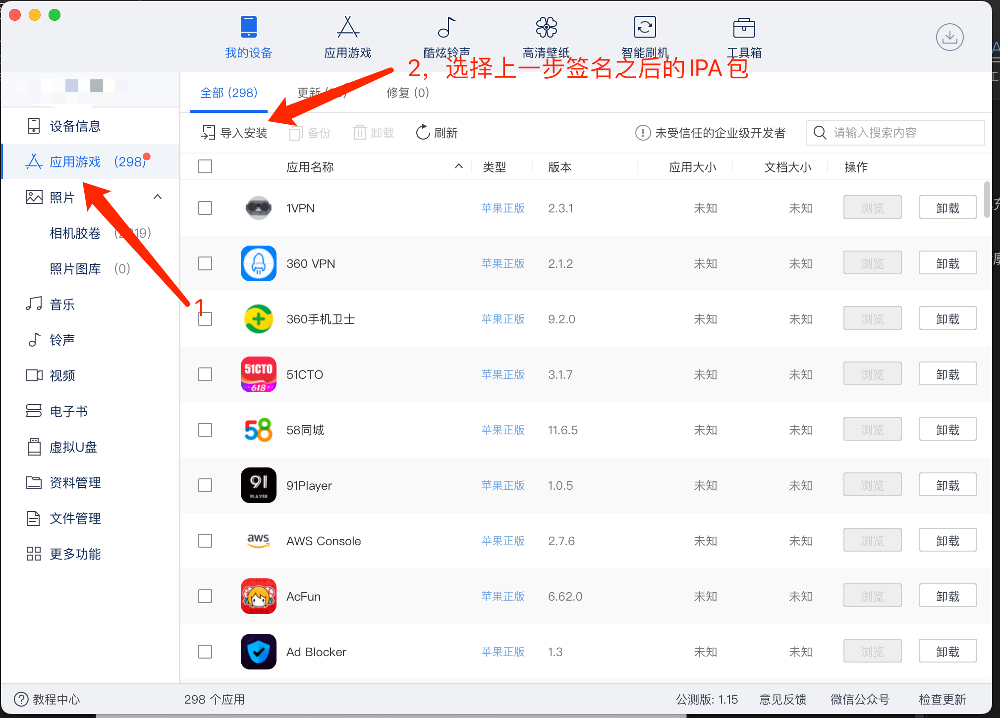 我的设备
应用游戏
酷炫铃声
高清壁纸
智能刷机
工具箱
2，选择上一步签名之后的IPA包
全部 (298)
更新
修复 (0)
设备信息
导入安装
备份
卸载
刷新
未受信任的企业级开发者
请输入搜索内容
应用游戏 (298)
照片
相机胶卷
照片图库 (0)
音乐
铃声
视频
电子书
虚拟U盘
资料管理
文件管理
更多功能
1
应用名称 类型 版本 应用大小 文档大小 操作
1VPN 苹果正版 2.3.1 未知 未知 浏览 卸载
360 VPN 苹果正版 2.1.2 未知 未知 浏览 卸载
360手机卫士 苹果正版 9.2.0 未知 未知 浏览 卸载
51CTO
618
51CTO 苹果正版 3.1.7 未知 未知 浏览 卸载
58
58同城 苹果正版 11.6.5 未知 未知 浏览 卸载
91
PLAYER
91Player 苹果正版 1.0.5 未知 未知 浏览 卸载
aws
AWS Console 苹果正版 2.7.6 未知 未知 浏览 卸载
AcFun 苹果正版 6.62.0 未知 未知 浏览 卸载
Ad Blocker 苹果正版 1.3 未知 未知 浏览 卸载
教程中心
298 个应用
公测版: 1.15
意见反馈
微信公众号
检查更新